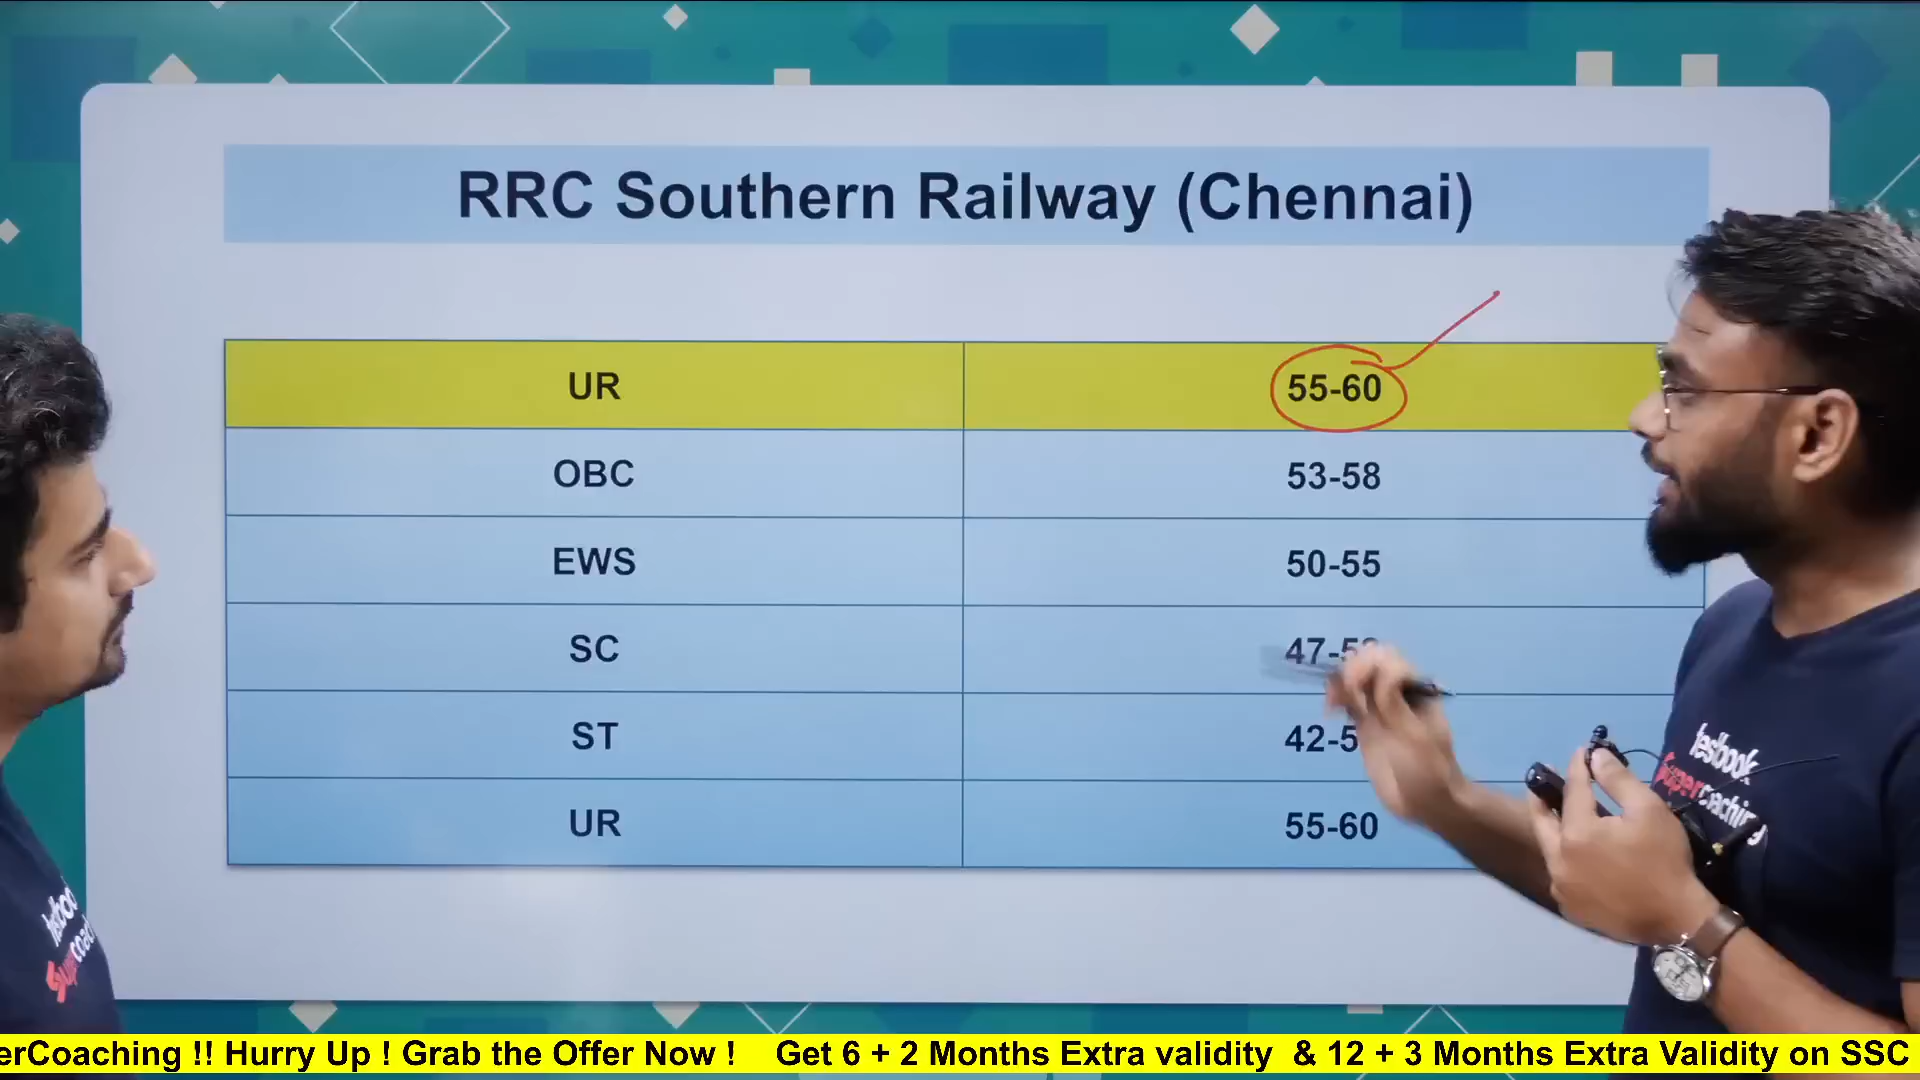 RRC Southern Railway (Chennai)
UR 55-60
OBC 53-58
EWS 50-55
SC
ST
UR 55-60
testbook
Supercoaching
erCoaching !! Hurry Up ! Grab the Offer Now ! Get 6 + 2 Months Extra validity & 12 + 3 Months Extra Validity on SSC